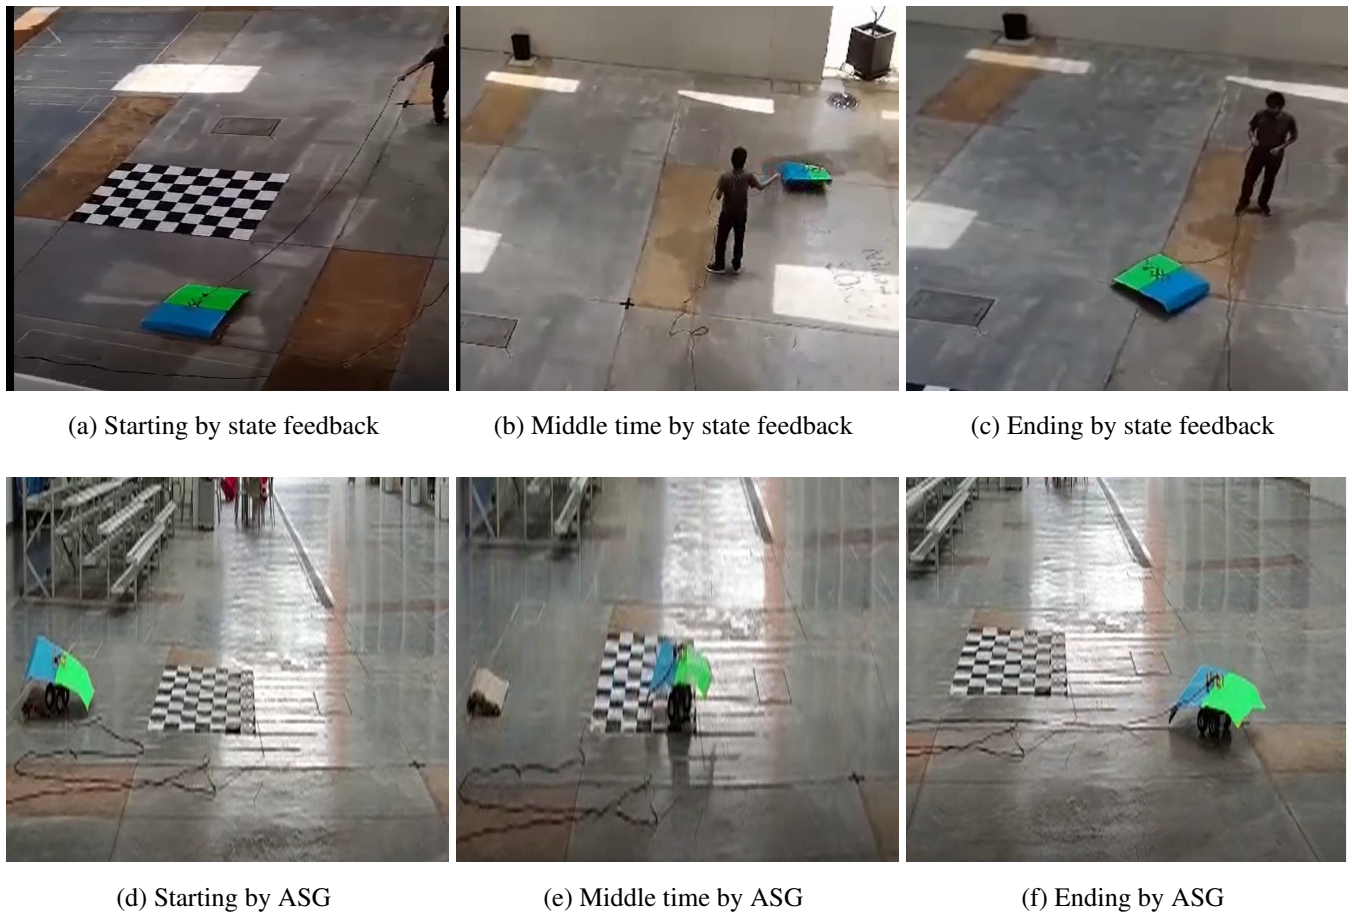 (a) Starting by state feedback
(b) Middle time by state feedback
(c) Ending by state feedback
(d) Starting by ASG
(e) Middle time by ASG
(f) Ending by ASG